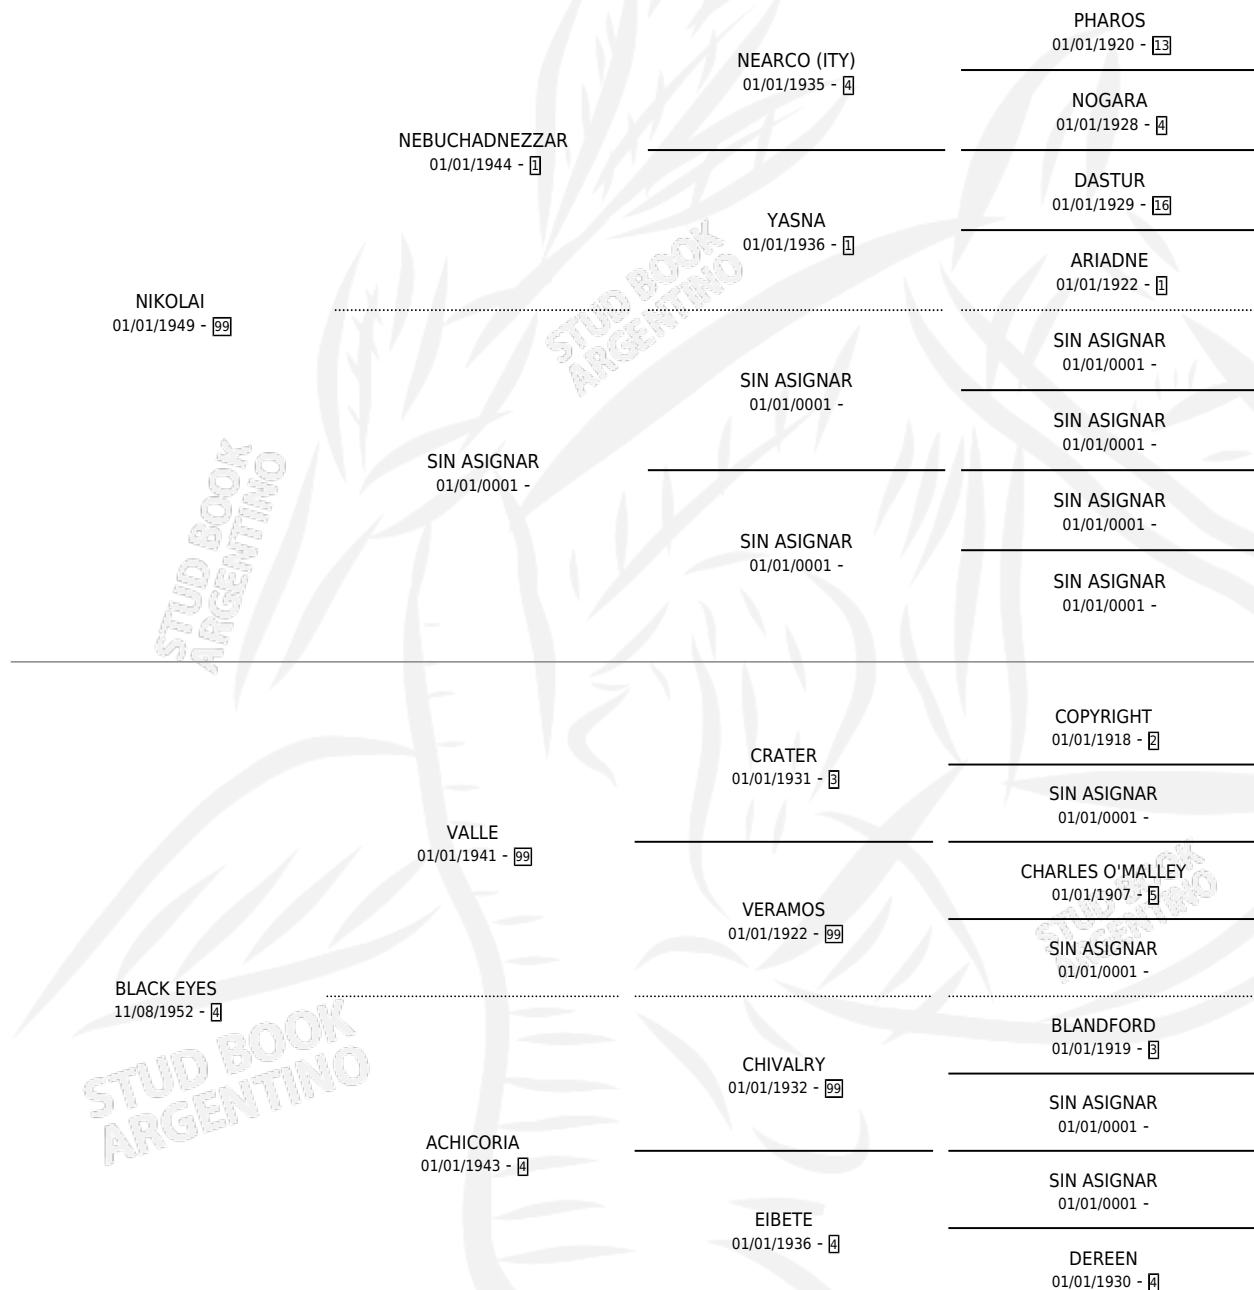 PHAROS
01/01/1920 - 13
NEARCO (ITY)
01/01/1935 - 4
NOGARA
01/01/1928 - 4
NEBUCHADNEZZAR
01/01/1944 - 1
DASTUR
01/01/1929 - 16
YASNA
01/01/1936 - 1
ARIADNE
01/01/1922 - 1
NIKOLAI
01/01/1949 - 99
SIN ASIGNAR
01/01/0001 -
SIN ASIGNAR
01/01/0001 -
SIN ASIGNAR
01/01/0001 -
SIN ASIGNAR
01/01/0001 -
SIN ASIGNAR
01/01/0001 -
SIN ASIGNAR
01/01/0001 -
SIN ASIGNAR
01/01/0001 -
COPYRIGHT
01/01/1918 - 2
CRATER
01/01/1931 - 3
SIN ASIGNAR
01/01/0001 -
VALLE
01/01/1941 - 99
CHARLES O'MALLEY
01/01/1907 - 5
VERAMOS
01/01/1922 - 99
SIN ASIGNAR
01/01/0001 -
BLACK EYES
11/08/1952 - 4
BLANDFORD
01/01/1919 - 3
CHIVALRY
01/01/1932 - 99
SIN ASIGNAR
01/01/0001 -
ACHICORIA
01/01/1943 - 4
SIN ASIGNAR
01/01/0001 -
EIBETE
01/01/1936 - 4
DEREEN
01/01/1930 - 4
STUD BOOK
ARGENTINO
STUD BOOK
ARGENTINO
STUD BOOK
ARGENTINO
STUD BOOK
ARGENTINO